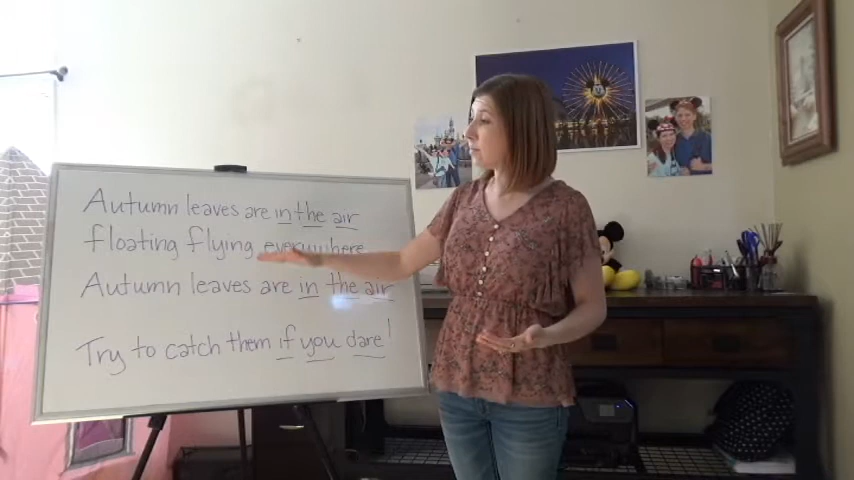 Autumn leaves are in the air
floating flying everywhere
Autumn leaves are in the air
Try to catch them if you dare!